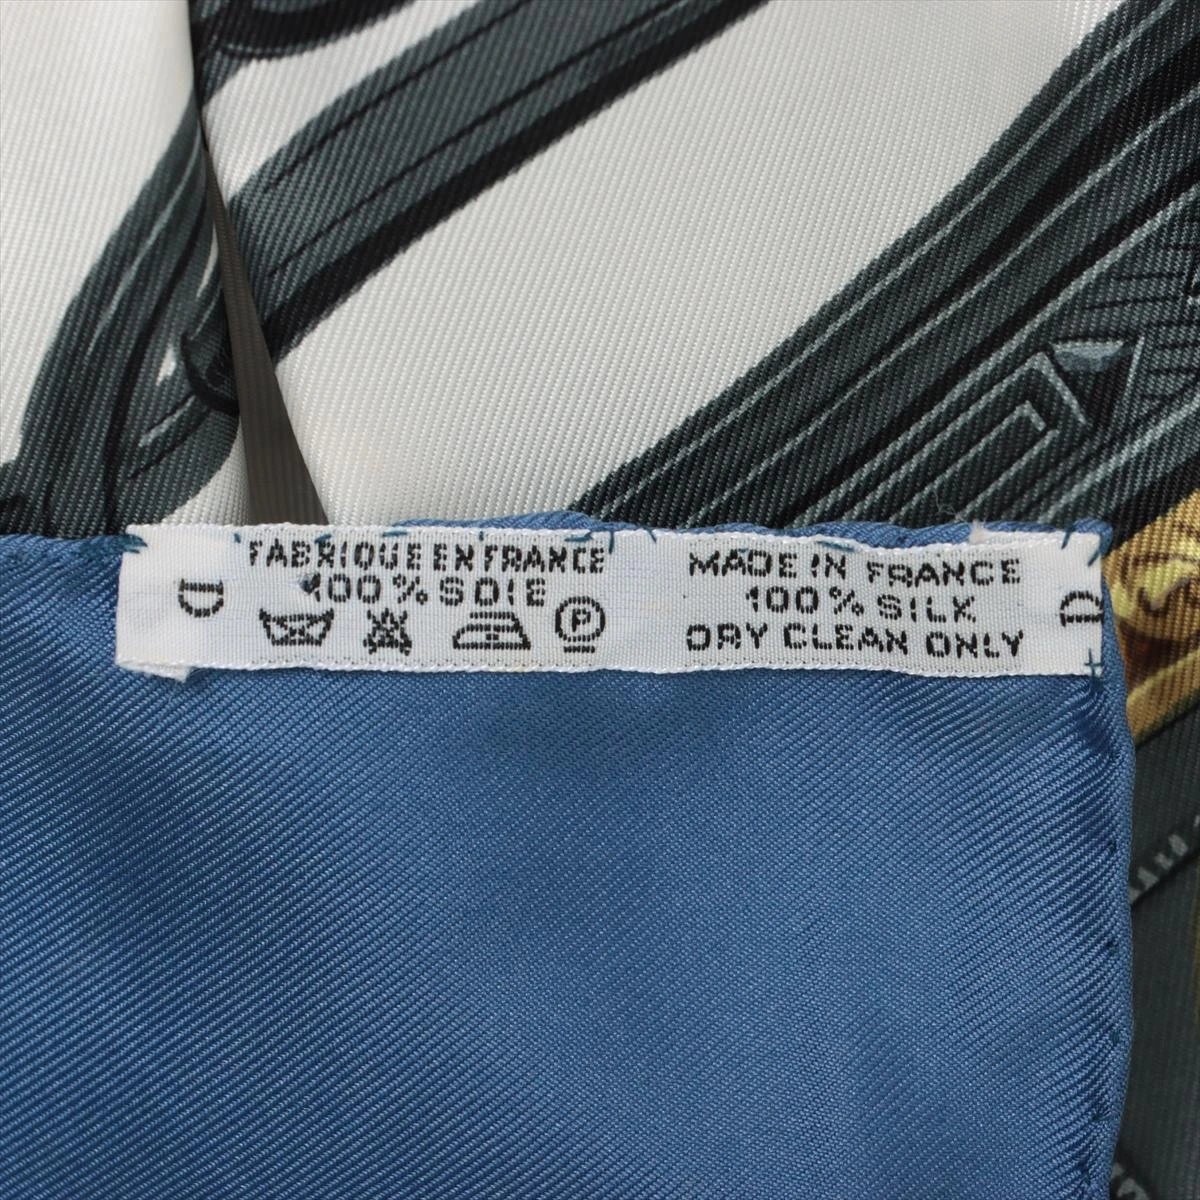 D
FABRIQUE EN FRANCE
100% SOIE
P
MADE IN FRANCE
100% SILK
DRY CLEAN ONLY
D